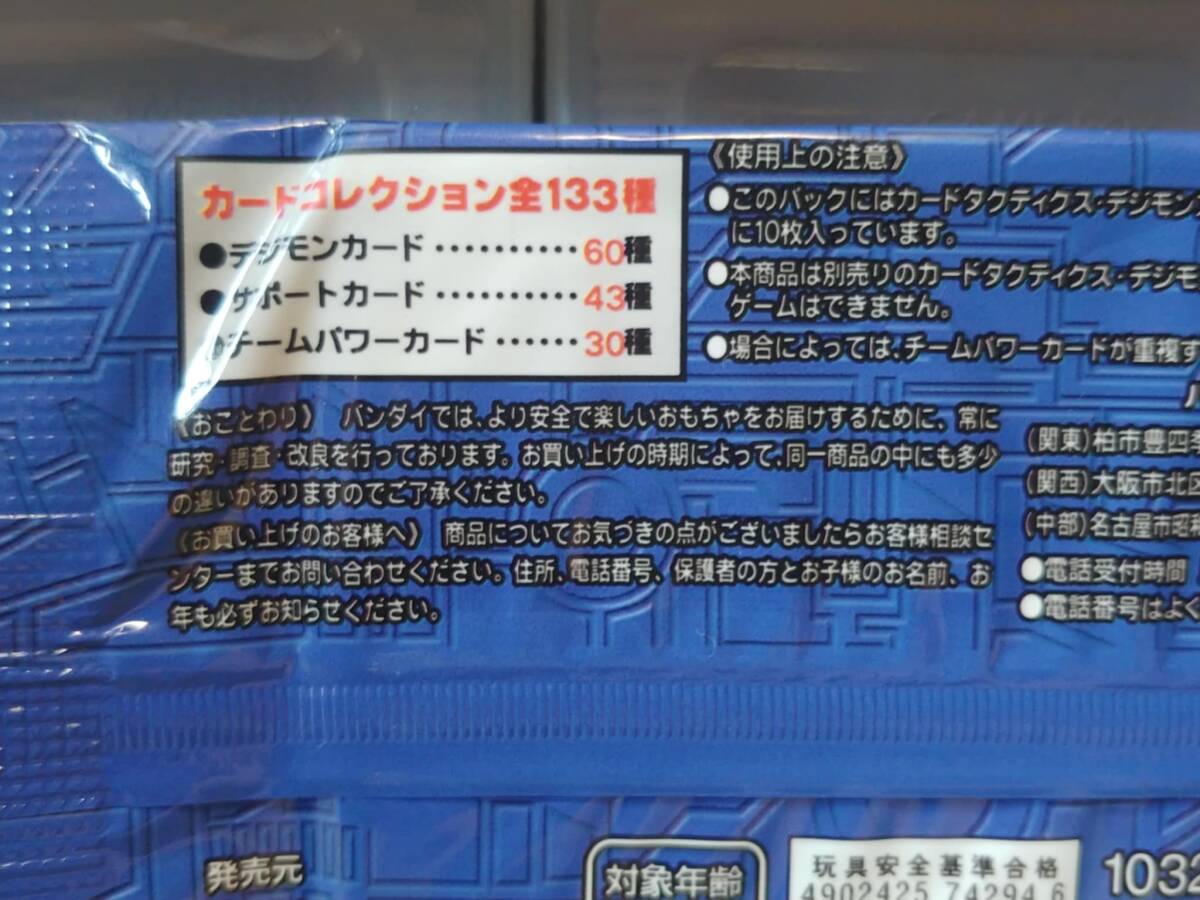 カードコレクション全133種
●デジモンカード・・・・・・・・・・60種
●サポートカード・・・・・・・・・・43種
●チームパワーカード・・・・・・30種
《使用上の注意》
●このパックにはカードタクティクス・デジモン
に10枚入っています。
●本商品は別売りのカードタクティクス・デジモ
ゲームはできません。
●場合によっては、チームパワーカードが重複す
《おことわり》 バンダイでは、より安全で楽しいおもちゃをお届けするために、常に
研究・調査・改良を行っております。お買い上げの時期によって、同一商品の中にも多少
の違いがありますのでご了承ください。
《お買い上げのお客様へ》 商品についてお気づきの点がございましたらお客様相談セ
ンターまでお問い合わせください。住所、電話番号、保護者の方とお子様のお名前、お
年も必ずお知らせください。
(関東)柏市豊四
(関西)大阪市北区
(中部)名古屋市昭
●電話受付時間
●電話番号はよく
発売元
対象年齢
玩具安全基準合格
4902425 74294 6
1032